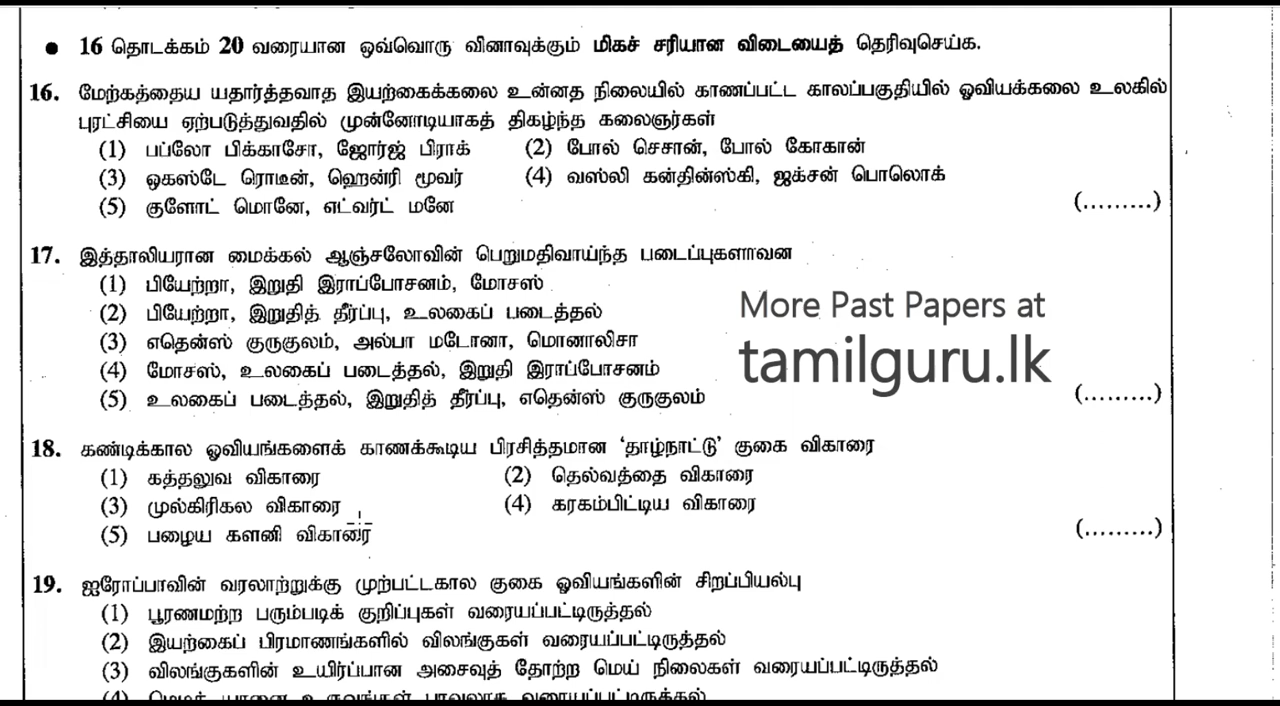 ● 16 தொடக்கம் 20 வரையான ஒவ்வொரு வினாவுக்கும் மிகச் சரியான விடையைத் தெரிவுசெய்க.
16. மேற்கத்தைய யதார்த்தவாத இயற்கைக்கலை உன்னத நிலையில் காணப்பட்ட காலப்பகுதியில் ஓவியக்கலை உலகில்
புரட்சியை ஏற்படுத்துவதில் முன்னோடியாகத் திகழ்ந்த கலைஞர்கள்
(1) பப்லோ பிக்காசோ, ஜோர்ஜ் பிராக் (2) போல் செசான், போல் கோகான்
(3) ஒகஸ்டே ரொடீன், ஹென்ரி மூவர் (4) வஸ்லி கன்தின்ஸ்கி, ஜக்சன் பொலொக்
(5) குளோட் மொனே, எட்வர்ட் மனே (.........)
17. இத்தாலியரான மைக்கல் ஆஞ்சலோவின் பெறுமதிவாய்ந்த படைப்புகளாவன
(1) பியேற்றா, இறுதி இராப்போசனம், மோசஸ்
(2) பியேற்றா, இறுதித் தீர்ப்பு, உலகைப் படைத்தல்
(3) எதென்ஸ் குருகுலம், அல்பா மடோனா, மொனாலிசா
(4) மோசஸ், உலகைப் படைத்தல், இறுதி இராப்போசனம்
(5) உலகைப் படைத்தல், இறுதித் தீர்ப்பு, எதென்ஸ் குருகுலம் (.........)
More Past Papers at
tamilguru.lk
18. கண்டிக்கால ஓவியங்களைக் காணக்கூடிய பிரசித்தமான ‘தாழ்நாட்டு’ குகை விகாரை
(1) கத்தலுவ விகாரை (2) தெல்வத்தை விகாரை
(3) முல்கிரிகல விகாரை (4) கரகம்பிட்டிய விகாரை
(5) பழைய களனி விகாரை (.........)
19. ஐரோப்பாவின் வரலாற்றுக்கு முற்பட்டகால குகை ஓவியங்களின் சிறப்பியல்பு
(1) பூரணமற்ற பரும்படிக் குறிப்புகள் வரையப்பட்டிருத்தல்
(2) இயற்கைப் பிரமாணங்களில் விலங்குகள் வரையப்பட்டிருத்தல்
(3) விலங்குகளின் உயிர்ப்பான அசைவுத் தோற்ற மெய் நிலைகள் வரையப்பட்டிருத்தல்